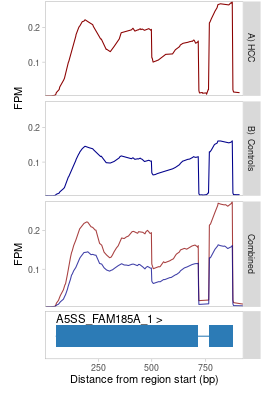 0.2
0.1
A) HCC
FPM
0.2
0.1
B) Controls
0.2
0.1
FPM
Combined
A5SS_FAM185A_1 >
250 500 750
Distance from region start (bp)